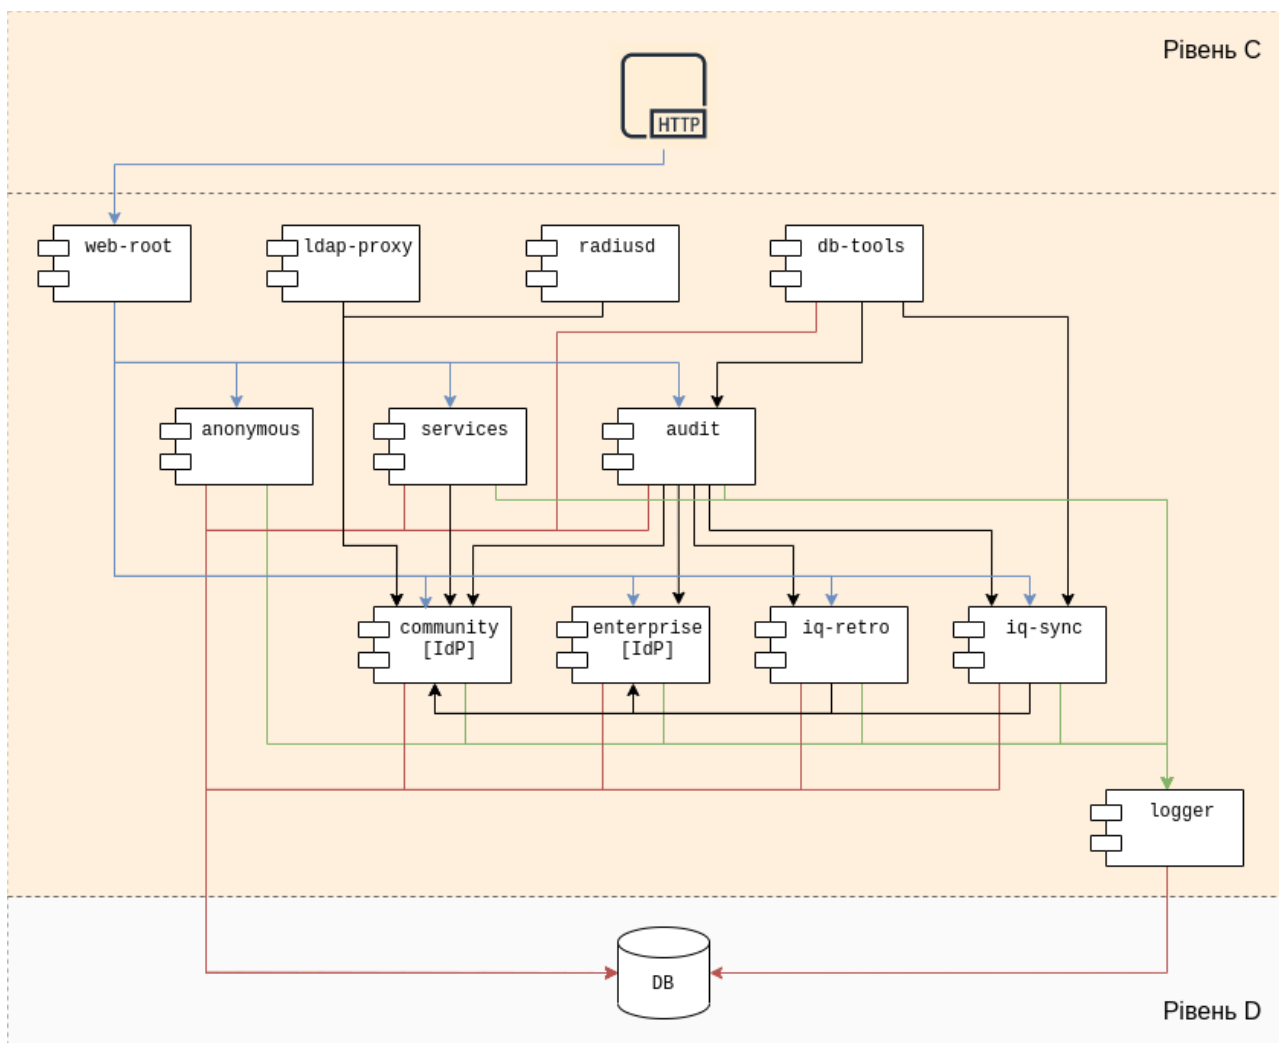 Рівень C
HTTP
web-root
ldap-proxy
radiusd
db-tools
anonymous
services
audit
community
[IdP]
enterprise
[IdP]
iq-retro
iq-sync
logger
DB
Рівень D